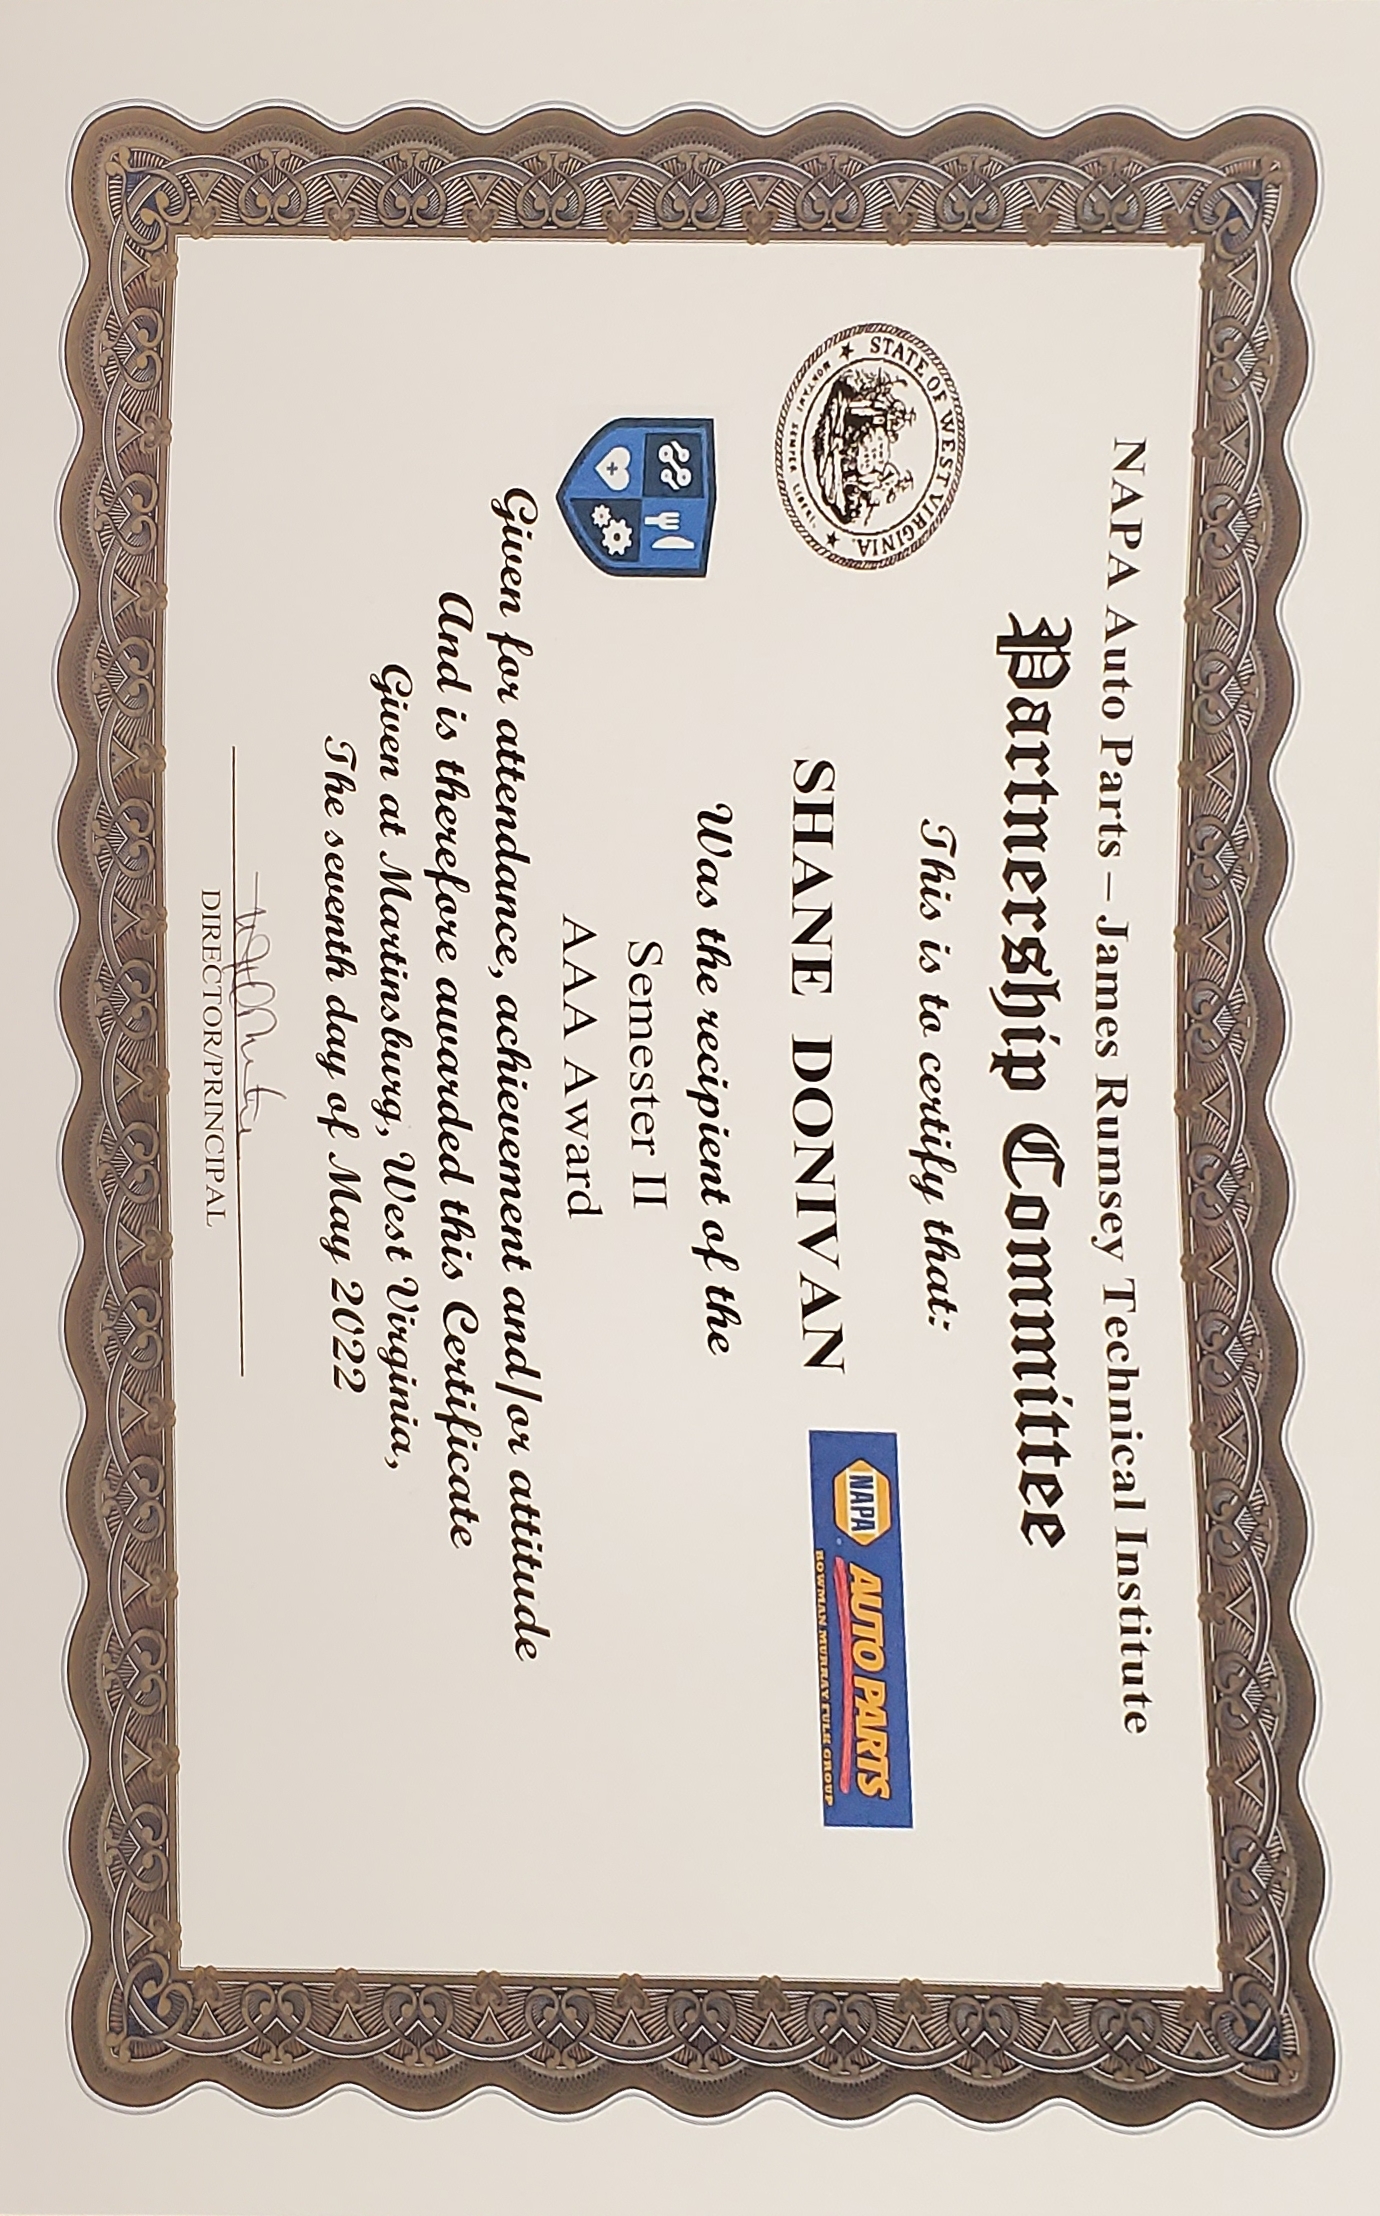 NAPA Auto Parts – James Rumsey Technical Institute
Partnership Committee
This is to certify that:
STATE OF WEST VIRGINIA
MONTANI SEMPER LIBERI.
NAPA AUTO PARTS
BOWMAN MURRAY FULK GROUP
SHANE DONIVAN
Was the recipient of the
Semester II
AAA Award
Given for attendance, achievement and/or attitude
And is therefore awarded this Certificate
Given at Martinsburg, West Virginia,
The seventh day of May 2022
DIRECTOR/PRINCIPAL